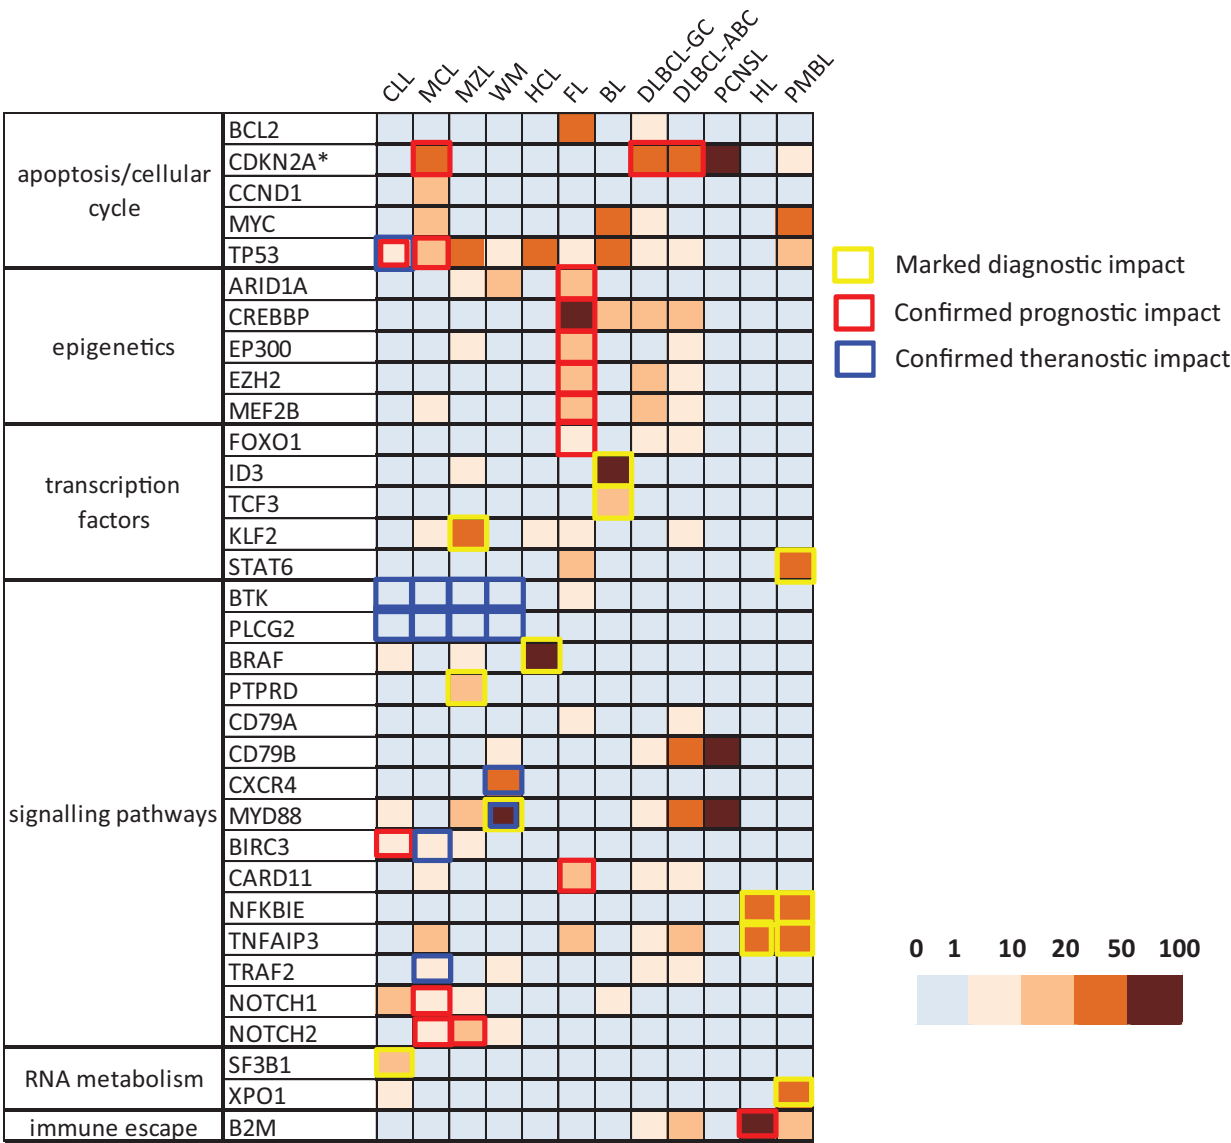 CLL MCL MZL WM HCL FL BL DLBCL-GC DLBCL-ABC PCNSL HL PMBL
apoptosis/cellular
cycle
BCL2
CDKN2A*
CCND1
MYC
TP53
epigenetics
ARID1A
CREBBP
EP300
EZH2
MEF2B
transcription
factors
FOXO1
ID3
TCF3
KLF2
STAT6
signalling pathways
BTK
PLCG2
BRAF
PTPRD
CD79A
CD79B
CXCR4
MYD88
BIRC3
CARD11
NFKBIE
TNFAIP3
TRAF2
NOTCH1
NOTCH2
RNA metabolism
SF3B1
XPO1
immune escape
B2M
Marked diagnostic impact
Confirmed prognostic impact
Confirmed theranostic impact
0 1 10 20 50 100